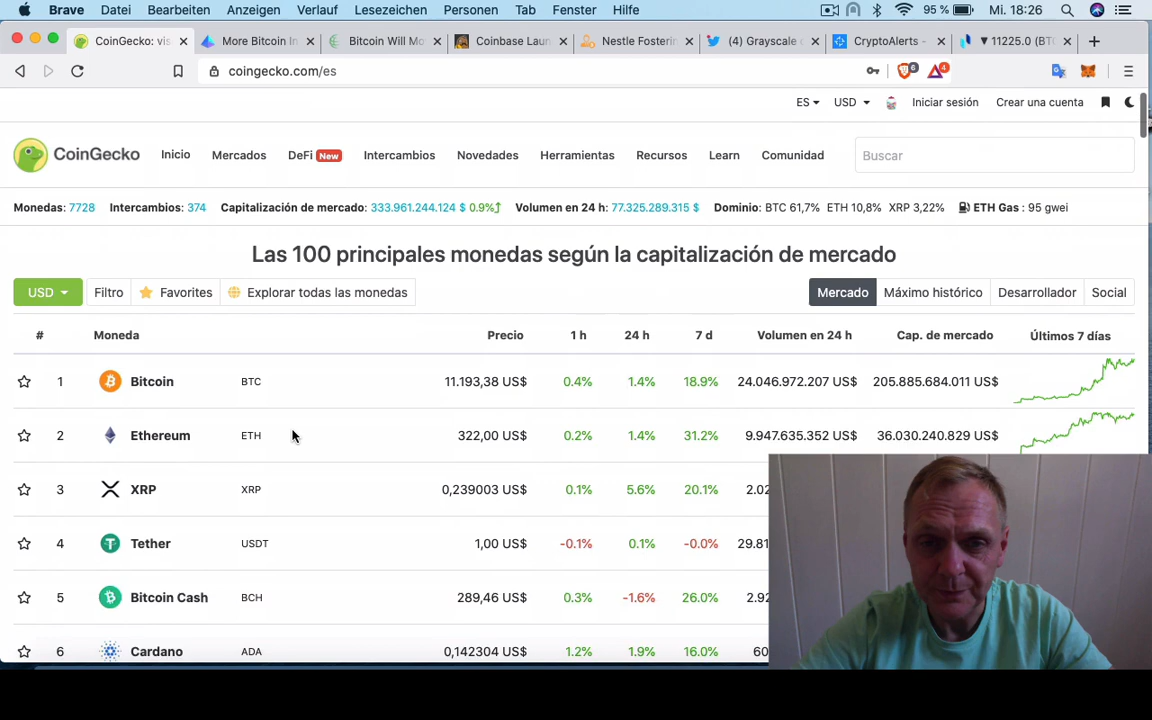 Brave Datei Bearbeiten Anzeigen Verlauf Lesezeichen Personen Tab Fenster Hilfe 95 % Mi. 18:26
CoinGecko: vis More Bitcoin In Bitcoin Will Mo Coinbase Laun Nestle Fosterin (4) Grayscale CryptoAlerts - ▼ 11225.0 (BT
coingecko.com/es 6 4
ES USD Iniciar sesión Crear una cuenta
CoinGecko Inicio Mercados DeFi New Intercambios Novedades Herramientas Recursos Learn Comunidad Buscar
Monedas: 7728 Intercambios: 374 Capitalización de mercado: 333.961.244.124 $ 0.9% Volumen en 24 h: 77.325.289.315 $ Dominio: BTC 61,7% ETH 10,8% XRP 3,22% ETH Gas : 95 gwei
Las 100 principales monedas según la capitalización de mercado
USD Filtro Favorites Explorar todas las monedas Mercado Máximo histórico Desarrollador Social
# Moneda Precio 1 h 24 h 7 d Volumen en 24 h Cap. de mercado Últimos 7 días
1 Bitcoin BTC 11.193,38 US$ 0.4% 1.4% 18.9% 24.046.972.207 US$ 205.885.684.011 US$
2 Ethereum ETH 322,00 US$ 0.2% 1.4% 31.2% 9.947.635.352 US$ 36.030.240.829 US$
3 XRP XRP 0,239003 US$ 0.1% 5.6% 20.1% 2.02
4 Tether USDT 1,00 US$ -0.1% 0.1% -0.0% 29.81
5 Bitcoin Cash BCH 289,46 US$ 0.3% -1.6% 26.0% 2.92
6 Cardano ADA 0,142304 US$ 1.2% 1.9% 16.0% 60